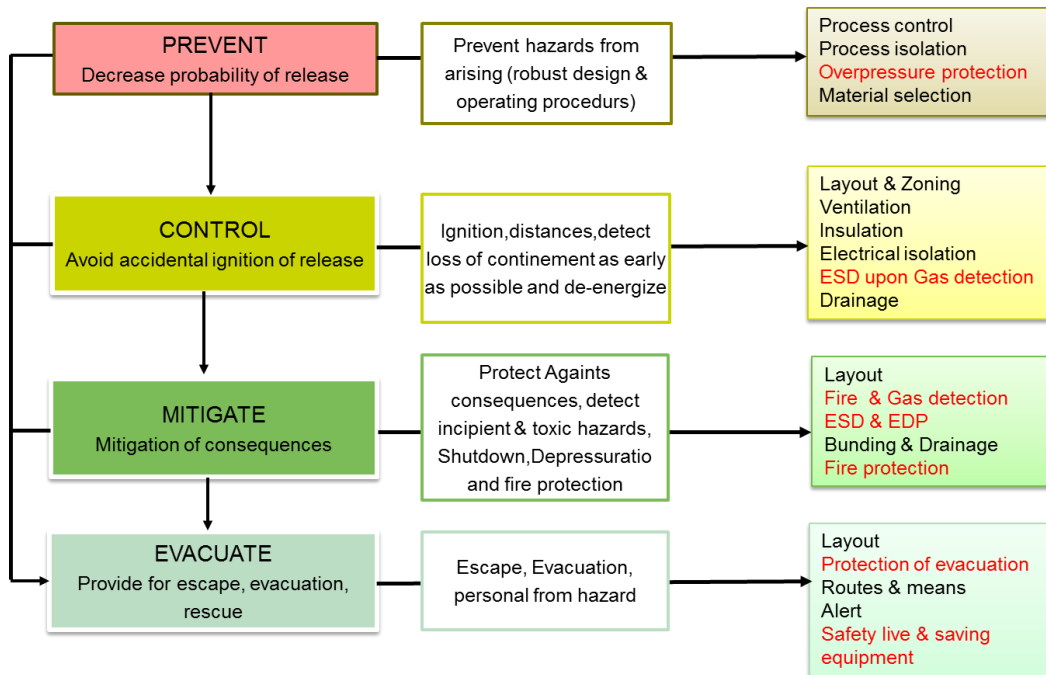 PREVENT
Decrease probability of release
Prevent hazards from
arising (robust design &
operating procedurs)
Process control
Process isolation
Overpressure protection
Material selection
CONTROL
Avoid accidental ignition of release
Ignition,distances,detect
loss of continement as early
as possible and de-energize
Layout & Zoning
Ventilation
Insulation
Electrical isolation
ESD upon Gas detection
Drainage
MITIGATE
Mitigation of consequences
Protect Againts
consequences, detect
incipient & toxic hazards,
Shutdown,Depressuratio
and fire protection
Layout
Fire & Gas detection
ESD & EDP
Bunding & Drainage
Fire protection
EVACUATE
Provide for escape, evacuation,
rescue
Escape, Evacuation,
personal from hazard
Layout
Protection of evacuation
Routes & means
Alert
Safety live & saving
equipment